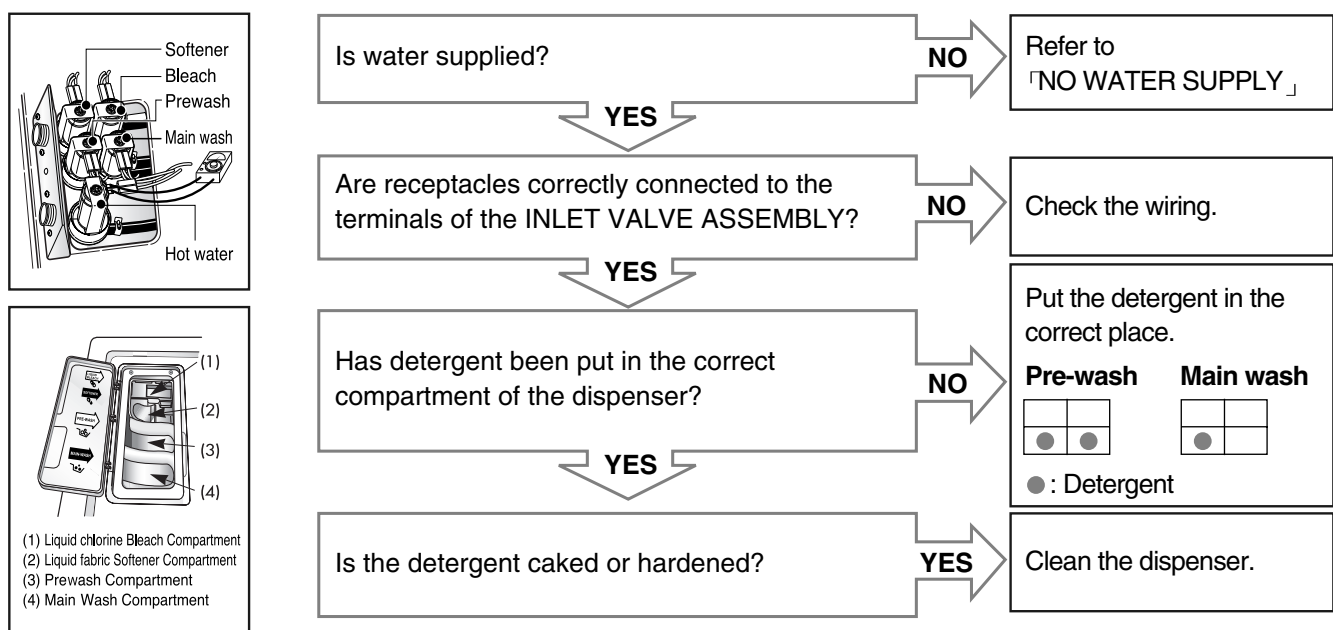 Softener
Bleach
Prewash
Main wash
Hot water
(1)
(2)
(3)
(4)
(1) Liquid chlorine Bleach Compartment
(2) Liquid fabric Softener Compartment
(3) Prewash Compartment
(4) Main Wash Compartment
PRE-WASH
MAIN WASH
Is water supplied?
NO
Refer to
「NO WATER SUPPLY」
YES
Are receptacles correctly connected to the
terminals of the INLET VALVE ASSEMBLY?
NO
Check the wiring.
YES
Has detergent been put in the correct
compartment of the dispenser?
NO
Put the detergent in the
correct place.
Pre-wash Main wash
: Detergent
YES
Is the detergent caked or hardened?
YES
Clean the dispenser.